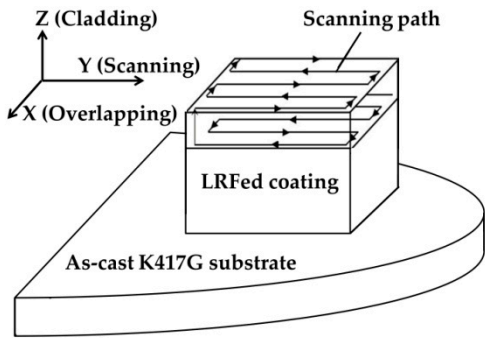 Z (Cladding)
Scanning path
Y (Scanning)
X (Overlapping)
LRFed coating
As-cast K417G substrate